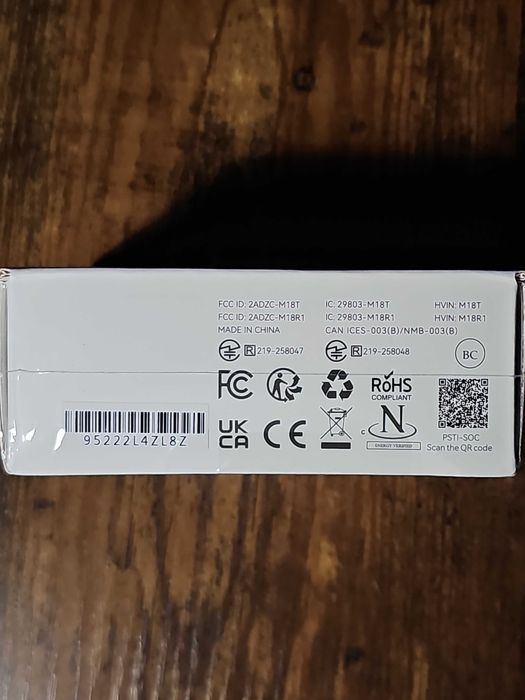 FCC ID: 2ADZC-M18T IC: 29803-M18T HVIN: M18T
FCC ID: 2ADZC-M18R1 IC: 29803-M18R1 HVIN: M18R1
MADE IN CHINA CAN ICES-003(B)/NMB-003(B)
R 219-258047 R 219-258048 BC
FC RoHS
COMPLIANT
UK
CA CE c N
ENERGY VERIFIED
PSTI-SOC
Scan the QR code
95222L4ZL8Z